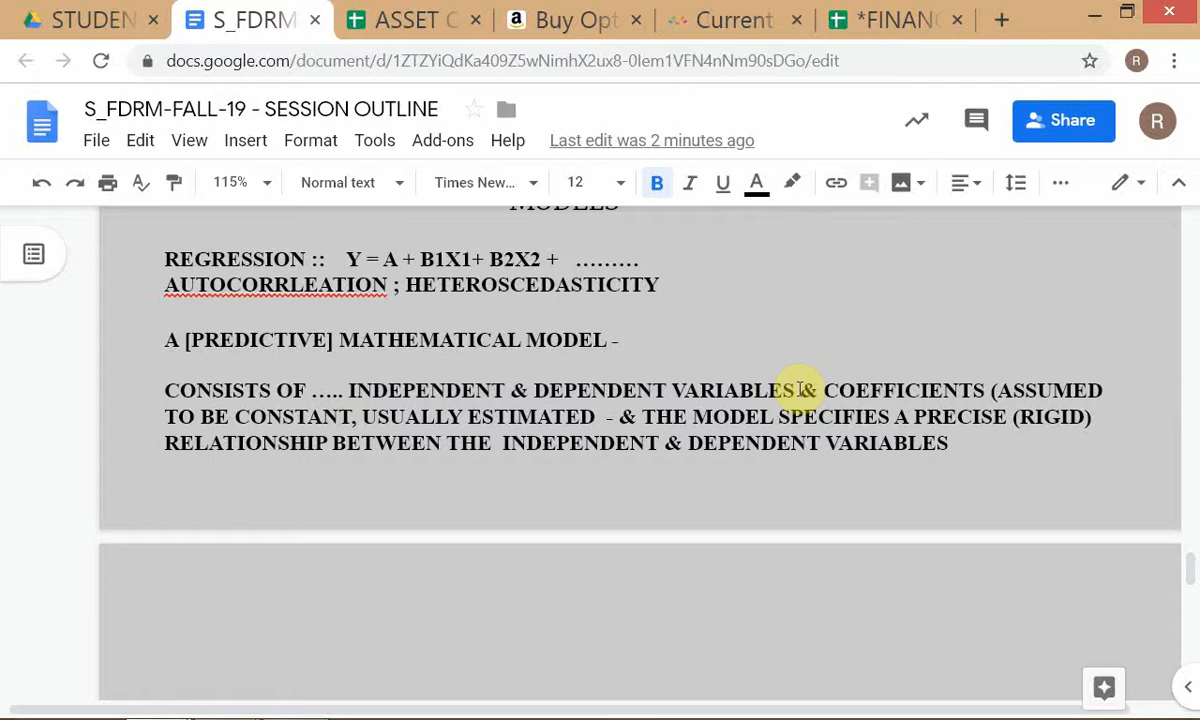 STUDEN
S_FDRM
ASSET C
Buy Opt
Current
*FINANC
docs.google.com/document/d/1ZTZYiQdKa409Z5wNimhX2ux8-0Iem1VFN4nNm90sDGo/edit
R
S_FDRM-FALL-19 - SESSION OUTLINE
Share
R
File Edit View Insert Format Tools Add-ons Help Last edit was 2 minutes ago
115% Normal text Times New... 12 B I U A
MODELS
REGRESSION :: Y = A + B1X1+ B2X2 + ………
AUTOCORRLEATION ; HETEROSCEDASTICITY
A [PREDICTIVE] MATHEMATICAL MODEL -
CONSISTS OF ….. INDEPENDENT & DEPENDENT VARIABLES & COEFFICIENTS (ASSUMED
TO BE CONSTANT, USUALLY ESTIMATED - & THE MODEL SPECIFIES A PRECISE (RIGID)
RELATIONSHIP BETWEEN THE INDEPENDENT & DEPENDENT VARIABLES